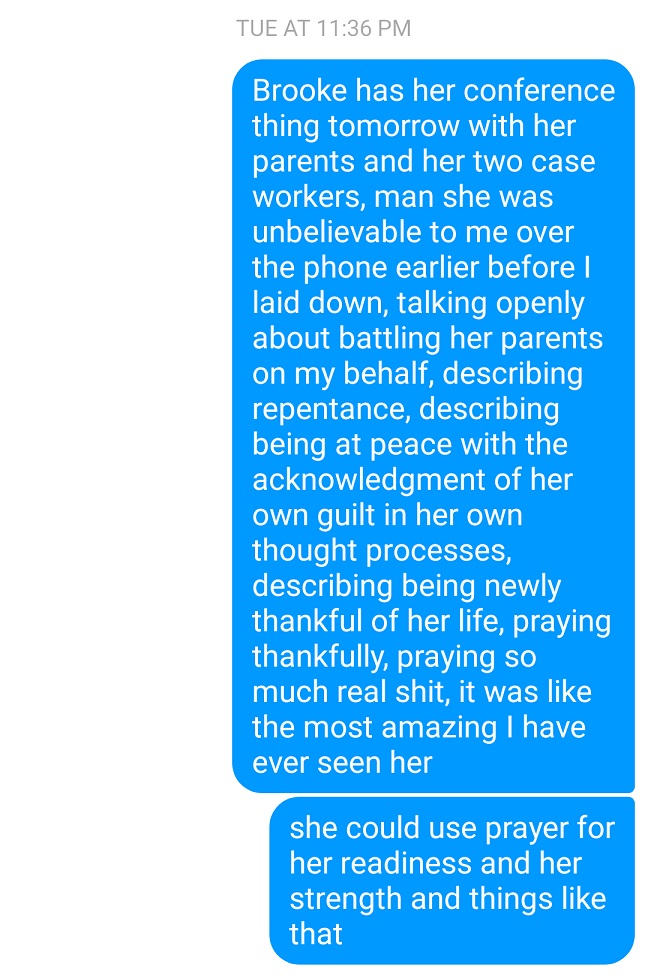 TUE AT 11:36 PM
Brooke has her conference
thing tomorrow with her
parents and her two case
workers, man she was
unbelievable to me over
the phone earlier before I
laid down, talking openly
about battling her parents
on my behalf, describing
repentance, describing
being at peace with the
acknowledgment of her
own guilt in her own
thought processes,
describing being newly
thankful of her life, praying
thankfully, praying so
much real shit, it was like
the most amazing I have
ever seen her
she could use prayer for
her readiness and her
strength and things like
that